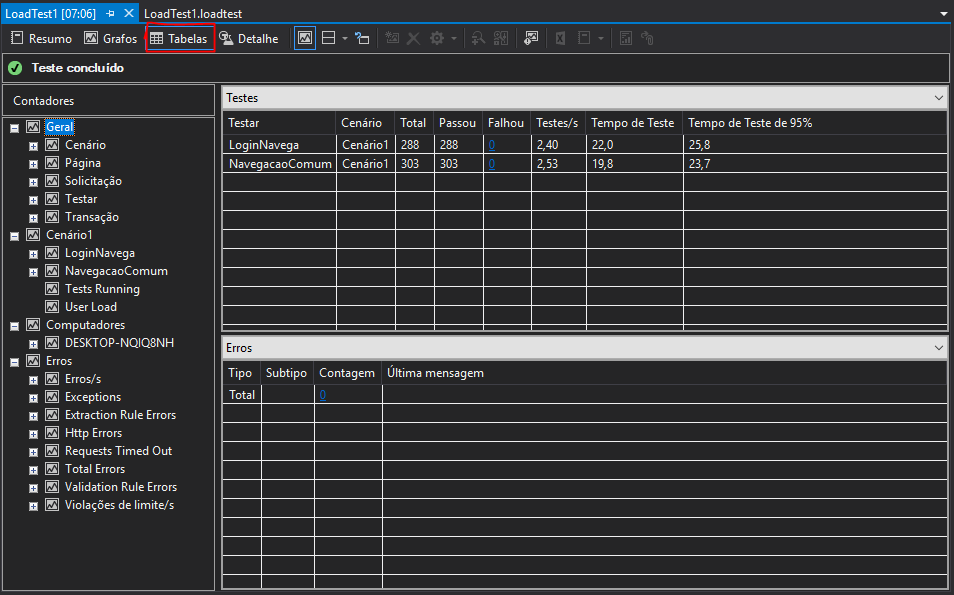 LoadTest1 [07:06] LoadTest1.loadtest
Resumo Grafos Tabelas Detalhe
Teste concluído
Contadores
Geral
Cenário
Página
Solicitação
Testar
Transação
Cenário1
LoginNavega
NavegacaoComum
Tests Running
User Load
Computadores
DESKTOP-NQIQ8NH
Erros
Erros/s
Exceptions
Extraction Rule Errors
Http Errors
Requests Timed Out
Total Errors
Validation Rule Errors
Violações de limite/s
Testes
Testar Cenário Total Passou Falhou Testes/s Tempo de Teste Tempo de Teste de 95%
LoginNavega Cenário1 288 288 0 2,40 22,0 25,8
NavegacaoComum Cenário1 303 303 0 2,53 19,8 23,7
Erros
Tipo Subtipo Contagem Última mensagem
Total 0